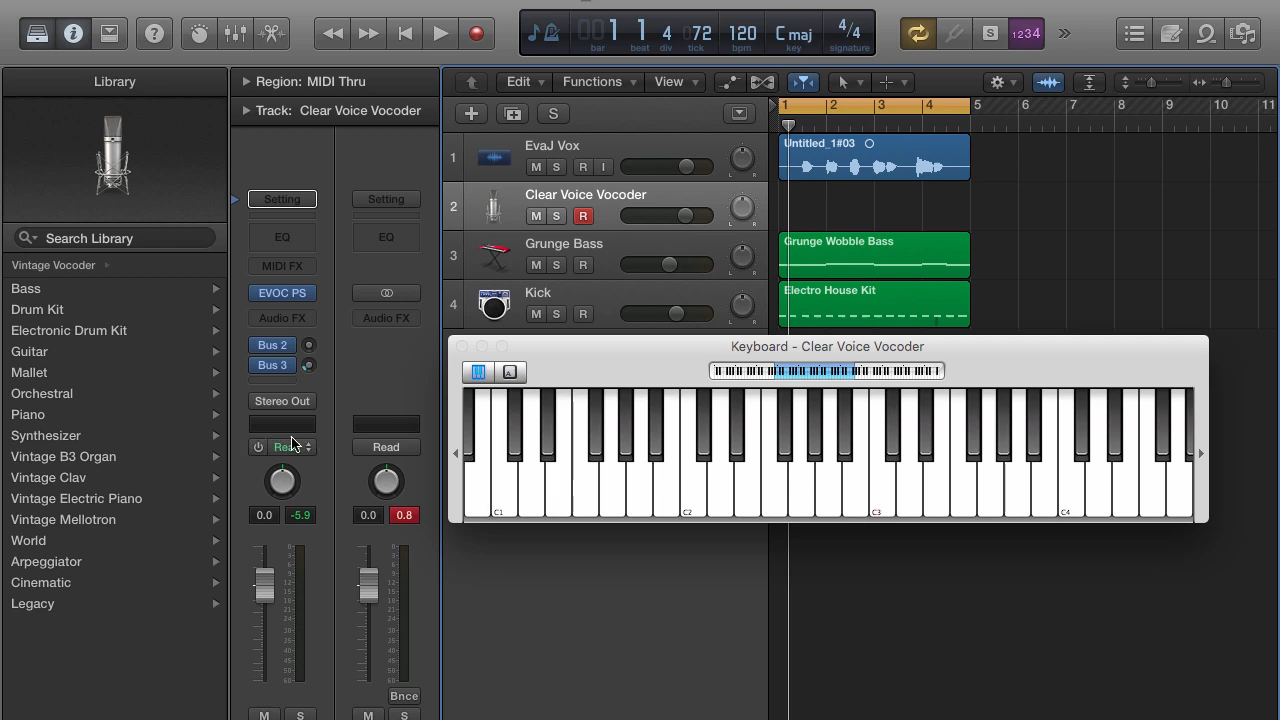 1 1 4 072 120 C maj 4/4
bar beat div tick bpm key signature
1234
Library
Region: MIDI Thru
Track: Clear Voice Vocoder
Edit Functions View
S
1 2 3 4 5 6 7 8 9 10 11
Search Library
Vintage Vocoder
Bass
Drum Kit
Electronic Drum Kit
Guitar
Mallet
Orchestral
Piano
Synthesizer
Vintage B3 Organ
Vintage Clav
Vintage Electric Piano
Vintage Mellotron
World
Arpeggiator
Cinematic
Legacy
Setting Setting
EQ EQ
MIDI FX
EVOC PS
Audio FX Audio FX
Bus 2
Bus 3
Stereo Out
Read Read
0.0 -5.9 0.0 0.8
Bnce
M S M S
1 EvaJ Vox
M S R I
L R
Untitled_1#03
2 Clear Voice Vocoder
M S R
L R
3 Grunge Bass
M S R
L R
Grunge Wobble Bass
4 Kick
M S R
L R
Electro House Kit
Keyboard - Clear Voice Vocoder
C1 C2 C3 C4